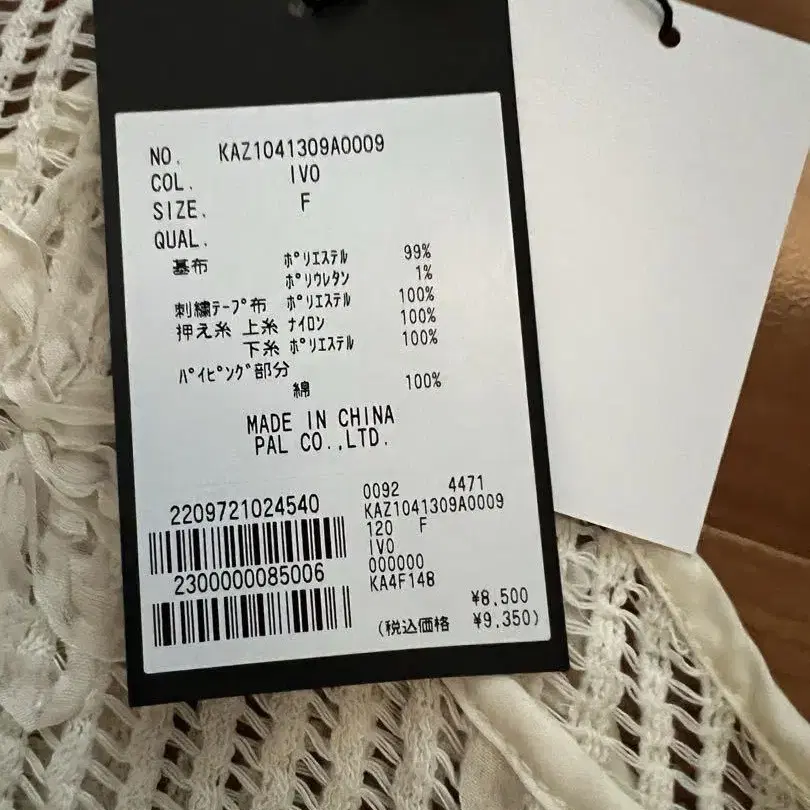 NO. KAZ1041309A0009
COL. IVO
SIZE. F
QUAL.
基布 ﾎﾟﾘｴｽﾃﾙ 99%
ﾎﾟﾘｳﾚﾀﾝ 1%
刺繍ﾃｰﾌﾟ布 ﾎﾟﾘｴｽﾃﾙ 100%
押え糸 上糸 ﾅｲﾛﾝ 100%
下糸 ﾎﾟﾘｴｽﾃﾙ 100%
ﾊﾟｲﾋﾟﾝｸﾞ部分
綿 100%
MADE IN CHINA
PAL CO.,LTD.
2209721024540
2300000085006
0092 4471
KAZ1041309A0009
120 F
IVO
000000
KA4F148
¥8,500
(税込価格 ¥9,350)